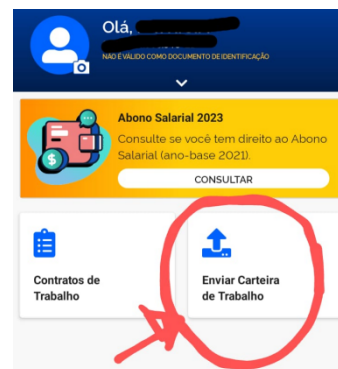 Olá,
NÃO É VÁLIDO COMO DOCUMENTO DE IDENTIFICAÇÃO
Abono Salarial 2023
Consulte se você tem direito ao Abono
Salarial (ano-base 2021).
CONSULTAR
Contratos de
Trabalho
Enviar Carteira
de Trabalho